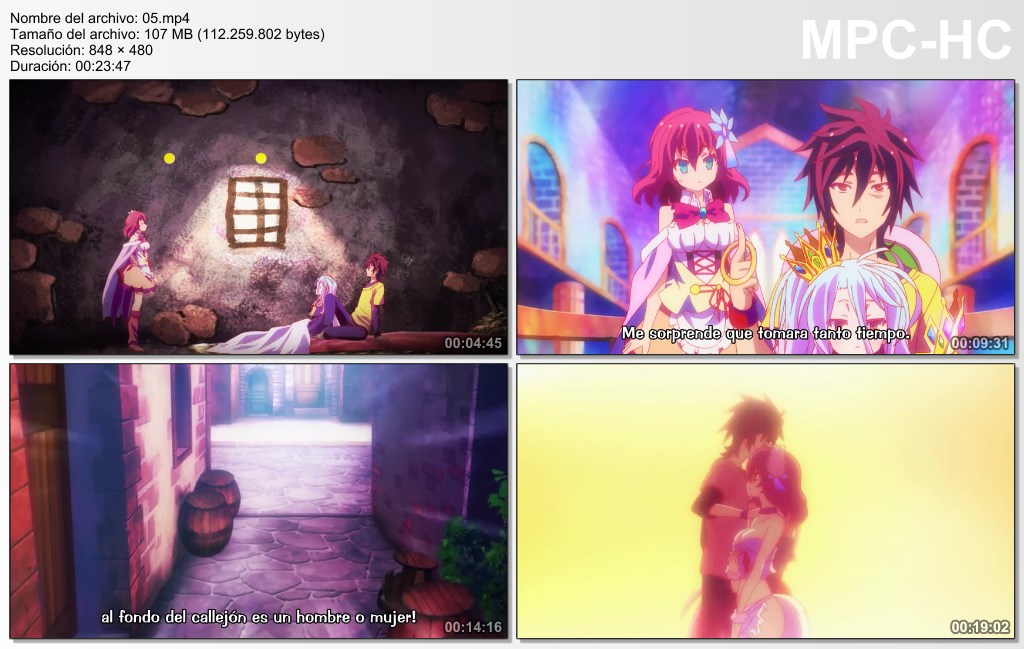 Nombre del archivo: 05.mp4
Tamaño del archivo: 107 MB (112.259.802 bytes)
Resolución: 848 × 480
Duración: 00:23:47
MPC-HC
00:04:45
Me sorprende que tomara tanto tiempo.
00:09:31
al fondo del callejón es un hombre o mujer!
00:14:16
00:19:02